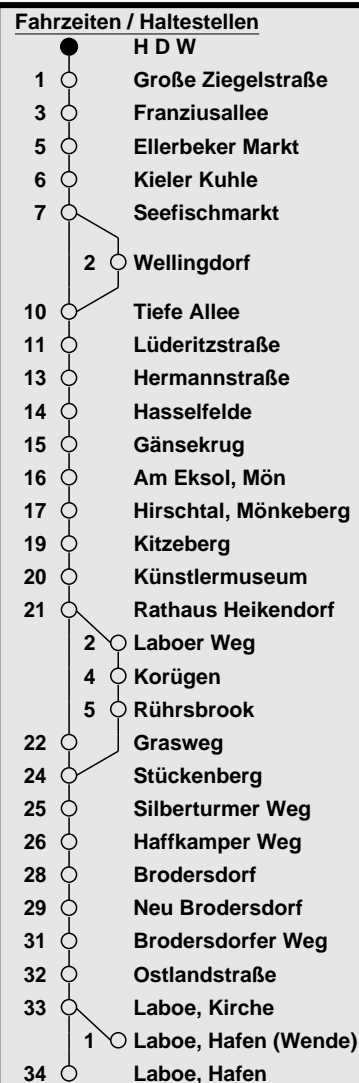 Fahrzeiten / Haltestellen
H D W
1 Große Ziegelstraße
3 Franziusallee
5 Ellerbeker Markt
6 Kieler Kuhle
7 Seefischmarkt
2 Wellingdorf
10 Tiefe Allee
11 Lüderitzstraße
13 Hermannstraße
14 Hasselfelde
15 Gänsekrug
16 Am Eksol, Mön
17 Hirschtal, Mönkeberg
19 Kitzeberg
20 Künstlermuseum
21 Rathaus Heikendorf
2 Laboer Weg
4 Korügen
5 Rührsbrook
22 Grasweg
24 Stückenberg
25 Silberturmer Weg
26 Haffkamper Weg
28 Brodersdorf
29 Neu Brodersdorf
31 Brodersdorfer Weg
32 Ostlandstraße
33 Laboe, Kirche
1 Laboe, Hafen (Wende)
34 Laboe, Hafen